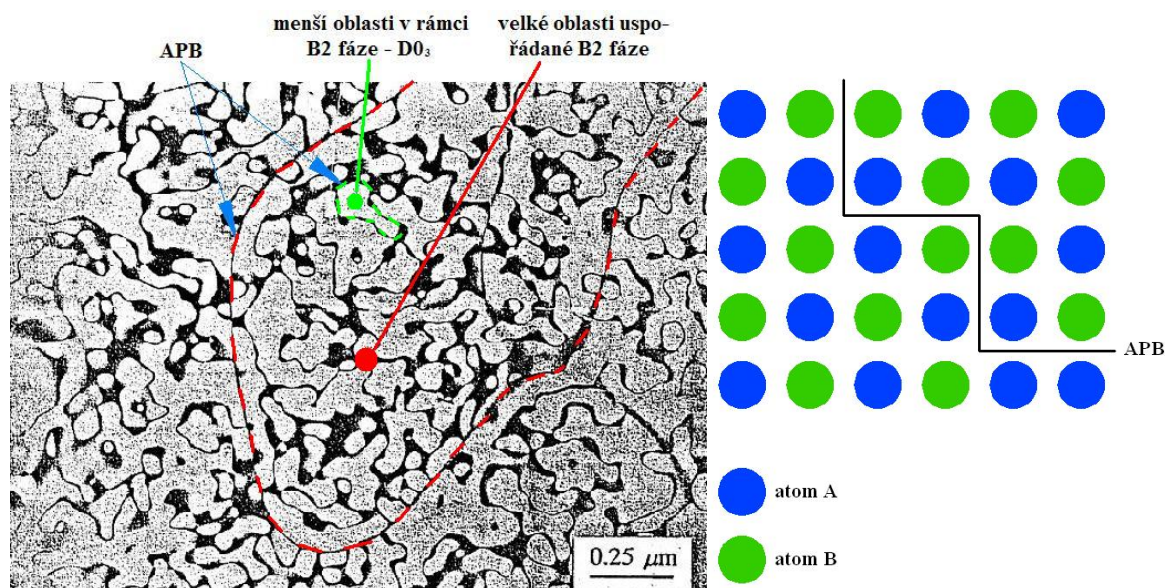 APB
menší oblasti v rámci
B2 fáze - D0₃
velké oblasti uspo-
řádané B2 fáze
APB
atom A
atom B
0.25 μm